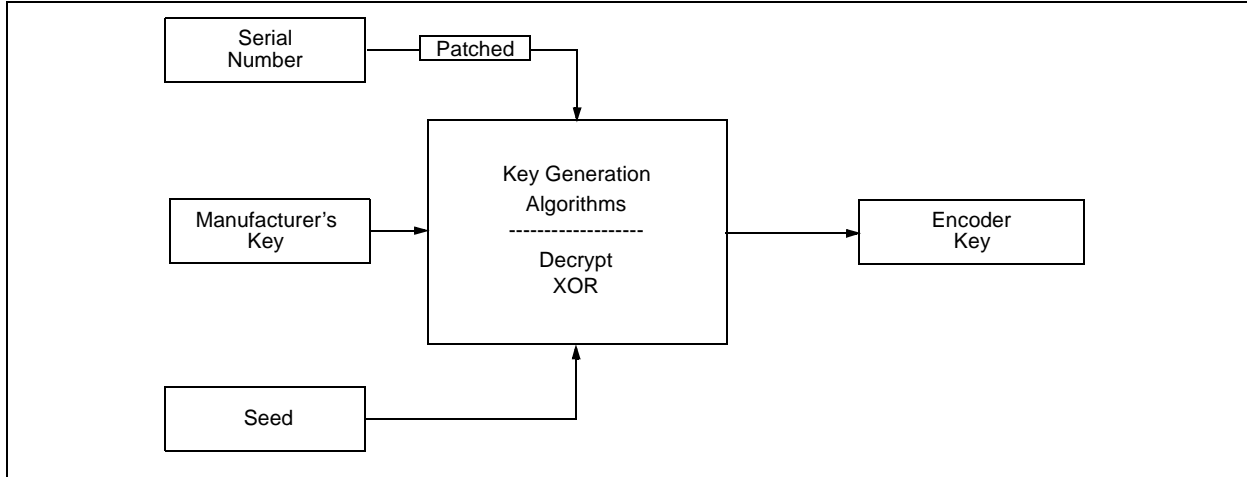 Serial
Number
Patched
Key Generation
Algorithms
-------------------
Decrypt
XOR
Manufacturer’s
Key
Encoder
Key
Seed